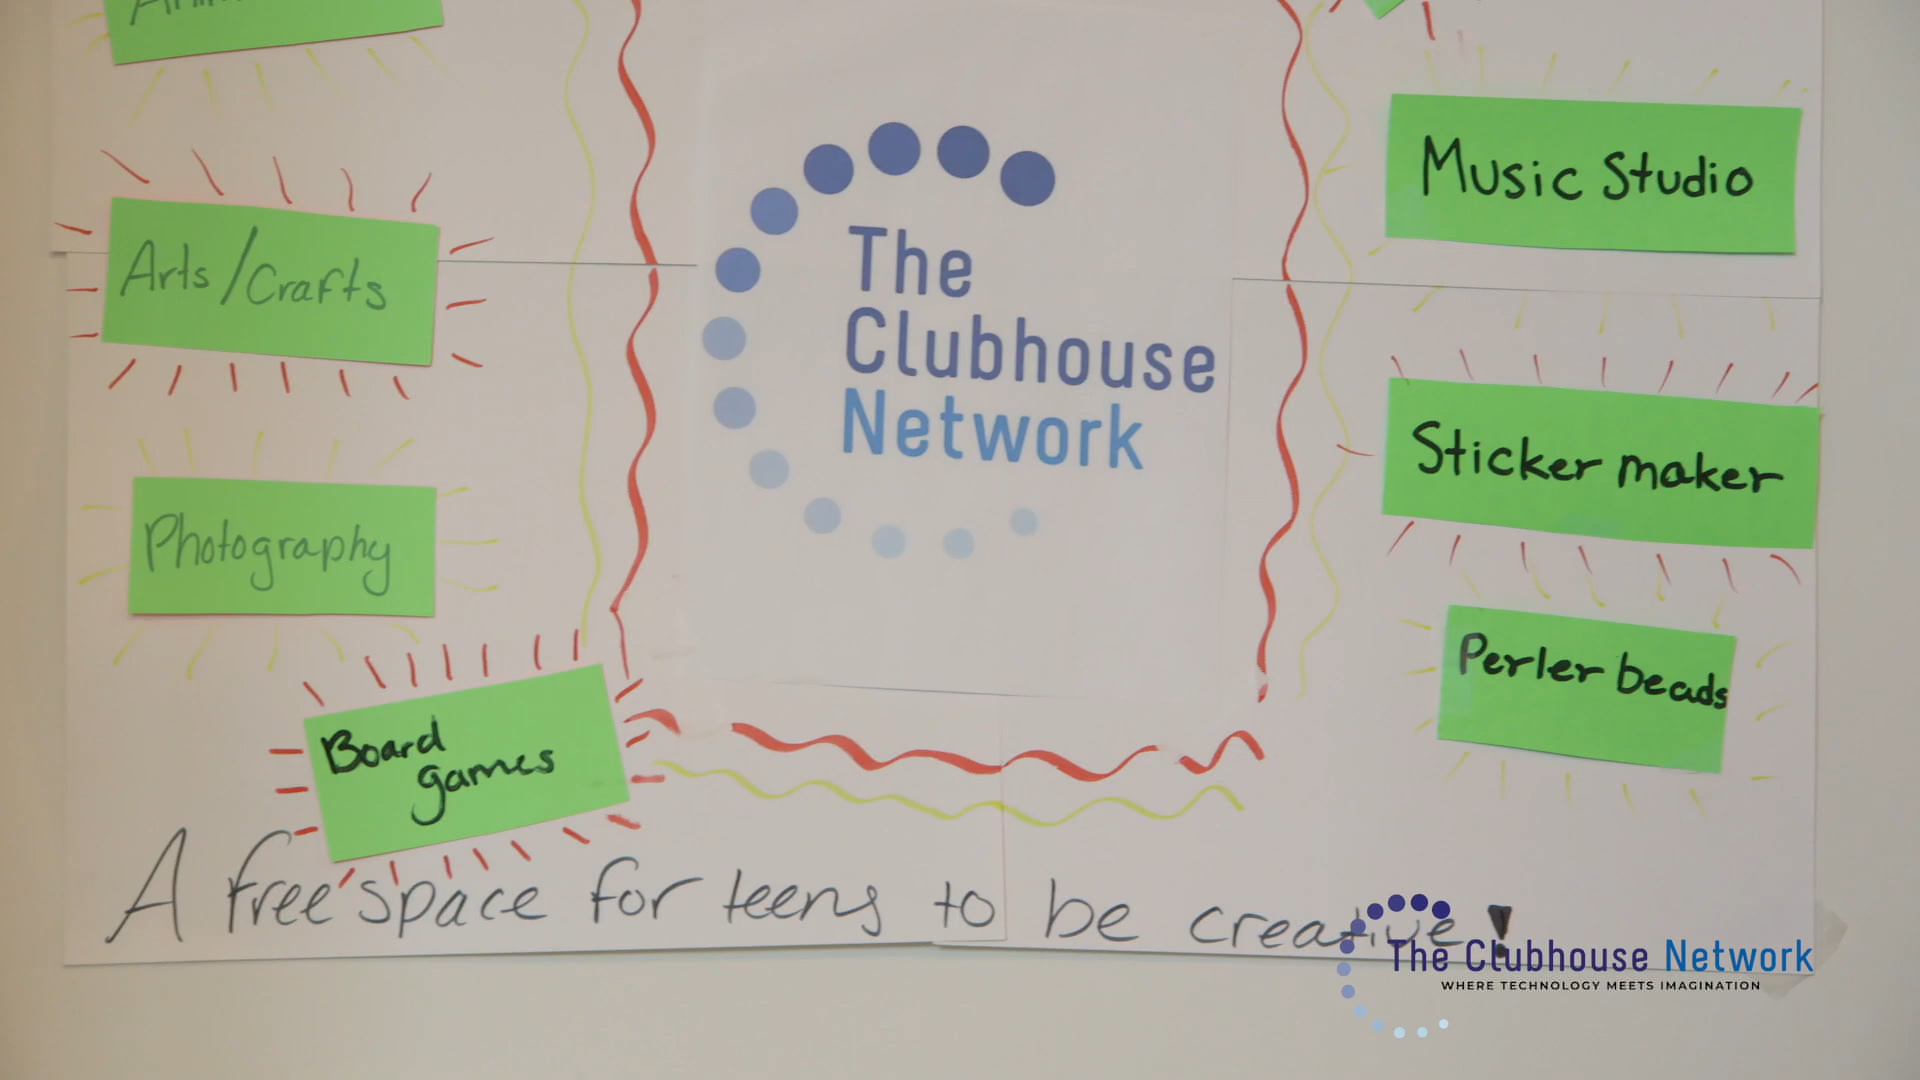 Arts/Crafts
Photography
Board
games
The
Clubhouse
Network
Music Studio
Sticker maker
Perler beads
A free space for teens to be creative!
The Clubhouse Network
WHERE TECHNOLOGY MEETS IMAGINATION